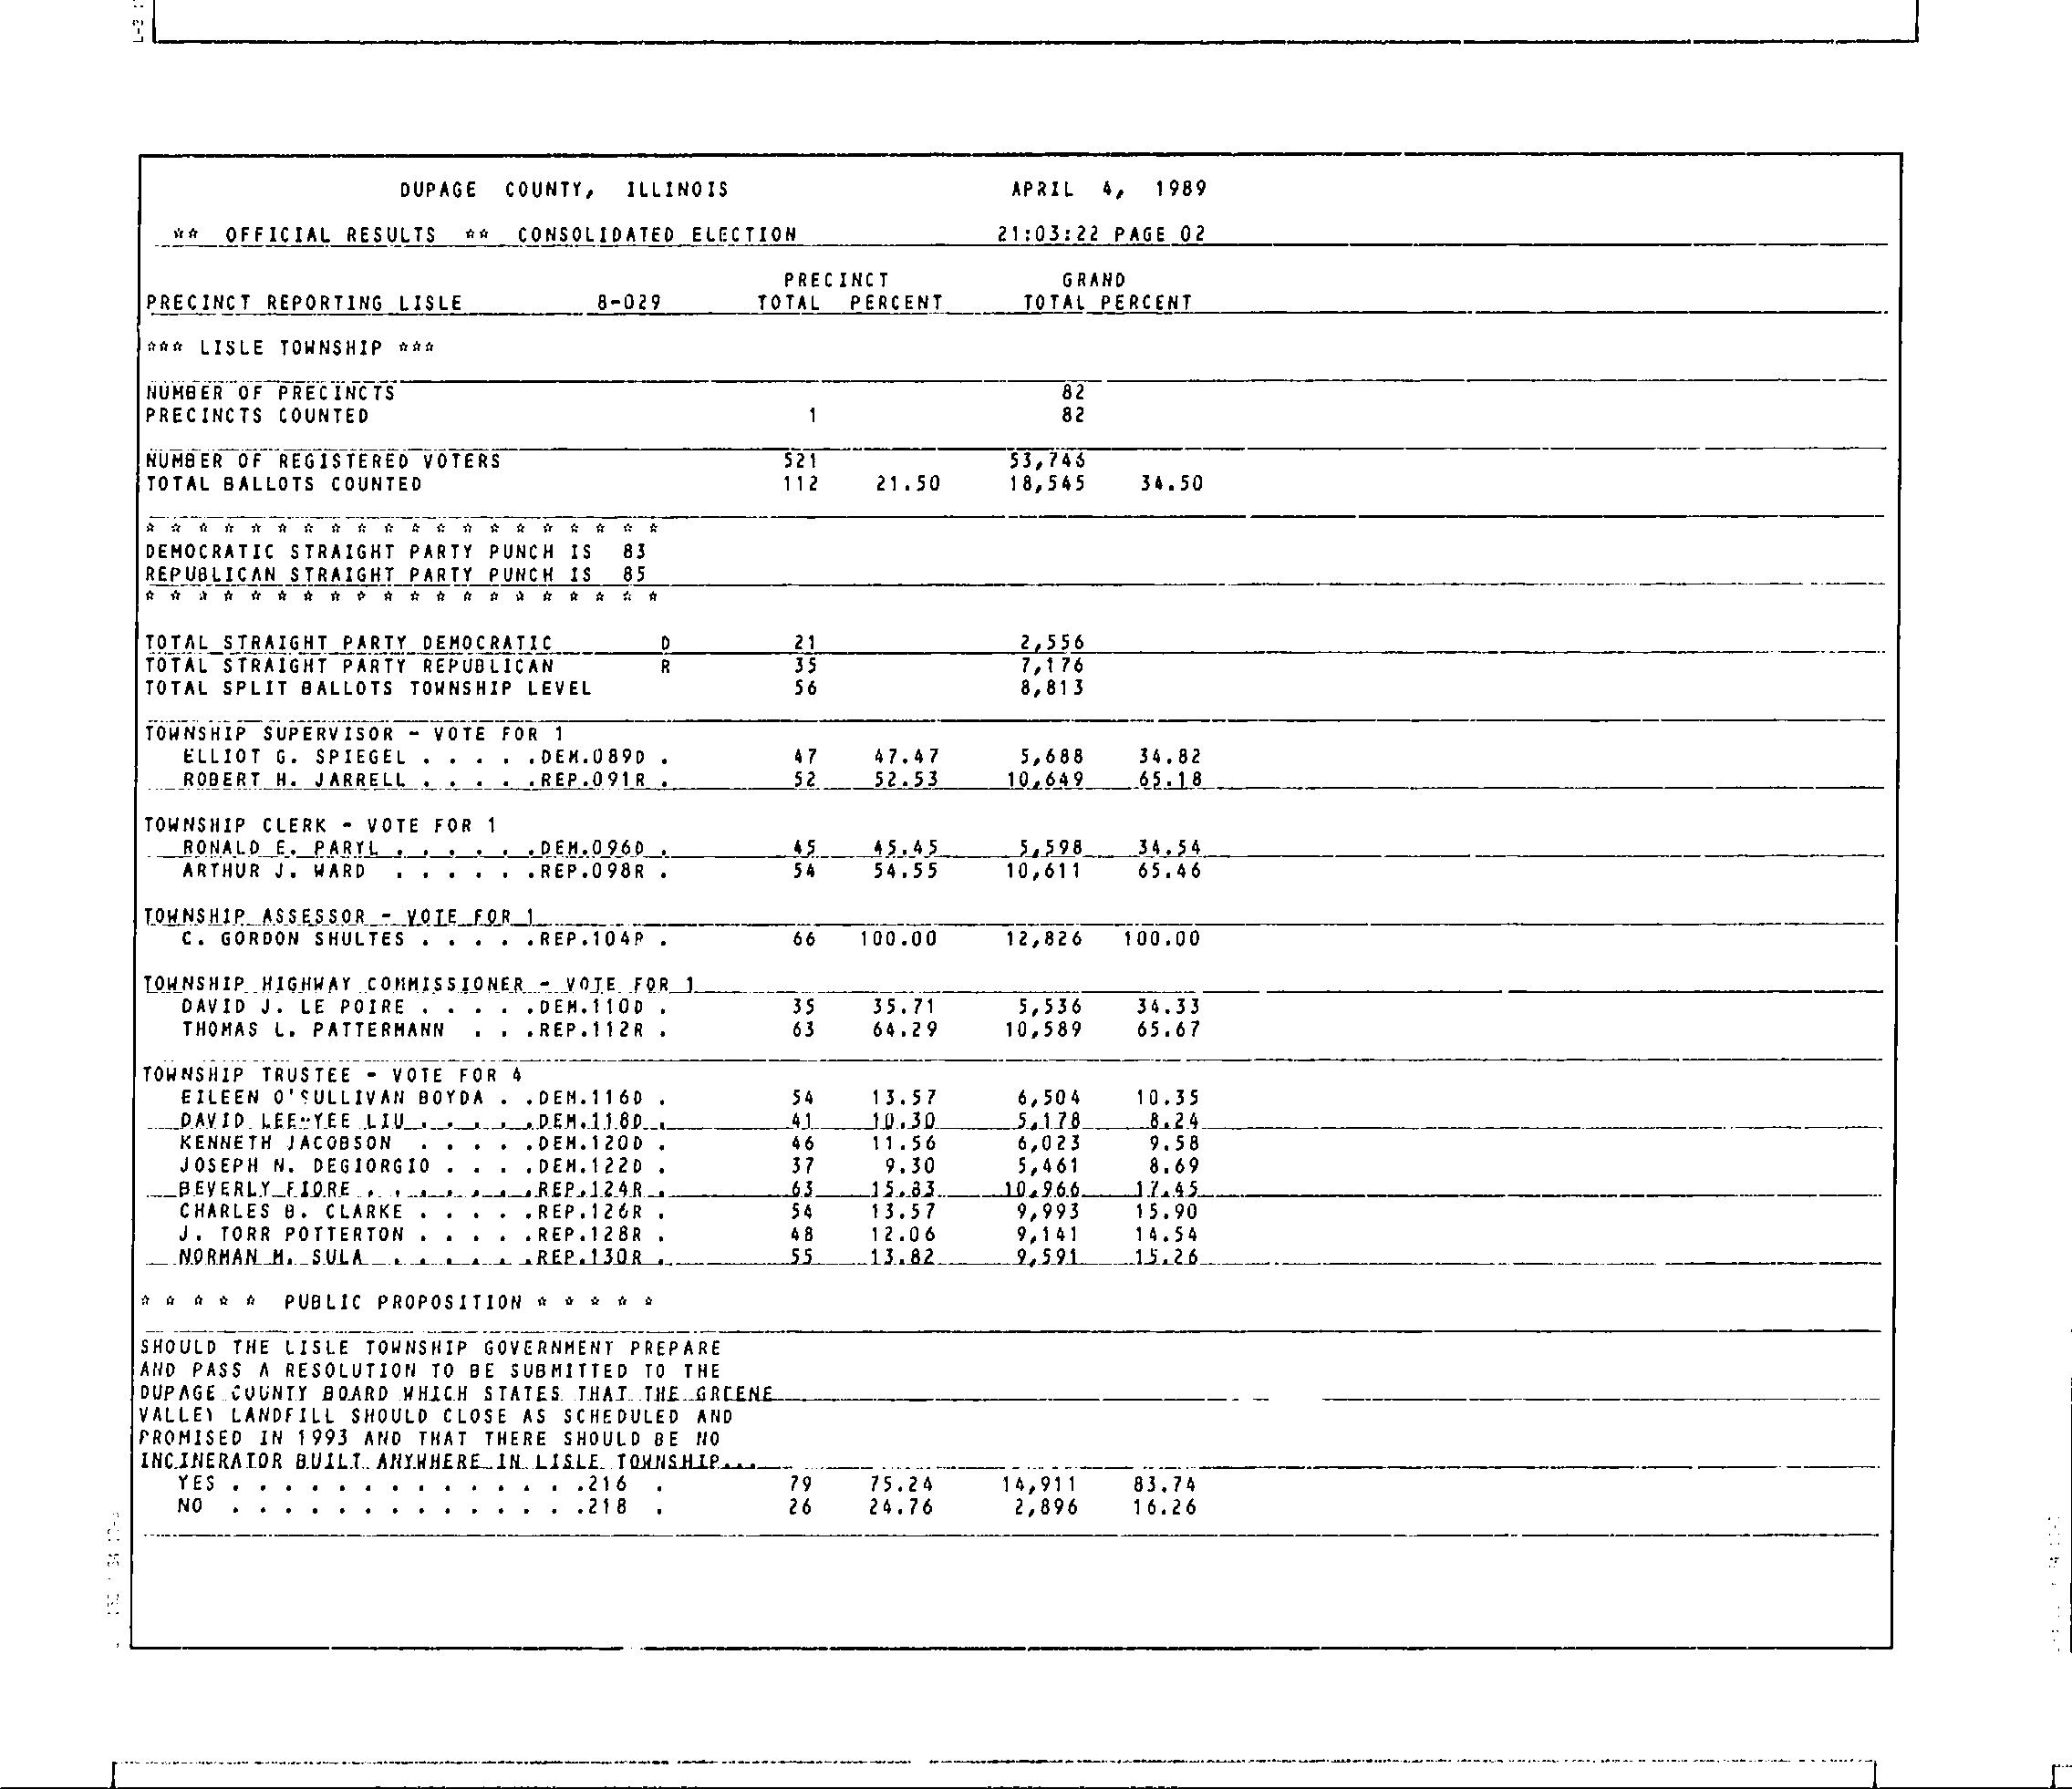 DUPAGE COUNTY, ILLINOIS APRIL 4, 1989
** OFFICIAL RESULTS ** CONSOLIDATED ELECTION 21:03:22 PAGE 02
PRECINCT GRAND
PRECINCT REPORTING LISLE 8-029 TOTAL PERCENT TOTAL PERCENT
*** LISLE TOWNSHIP ***
NUMBER OF PRECINCTS 82
PRECINCTS COUNTED 1 82
NUMBER OF REGISTERED VOTERS 521 53,746
TOTAL BALLOTS COUNTED 112 21.50 18,545 34.50
* * * * * * * * * * * * * * * * * * * *
DEMOCRATIC STRAIGHT PARTY PUNCH IS 83
REPUBLICAN STRAIGHT PARTY PUNCH IS 85
* * * * * * * * * * * * * * * * * * * *
TOTAL STRAIGHT PARTY DEMOCRATIC D 21 2,556
TOTAL STRAIGHT PARTY REPUBLICAN R 35 7,176
TOTAL SPLIT BALLOTS TOWNSHIP LEVEL 56 8,813
TOWNSHIP SUPERVISOR - VOTE FOR 1
ELLIOT G. SPIEGEL . . . . .DEM.089D . 47 47.47 5,688 34.82
ROBERT H. JARRELL . . . . .REP.091R . 52 52.53 10,649 65.18
TOWNSHIP CLERK - VOTE FOR 1
RONALD E. PARYL . . . . . .DEM.096D . 45 45.45 5,598 34.54
ARTHUR J. WARD . . . . . .REP.098R . 54 54.55 10,611 65.46
TOWNSHIP ASSESSOR - VOTE FOR 1
C. GORDON SHULTES . . . . .REP.104R . 66 100.00 12,826 100.00
TOWNSHIP HIGHWAY COMMISSIONER - VOTE FOR 1
DAVID J. LE POIRE . . . . .DEM.110D . 35 35.71 5,536 34.33
THOMAS L. PATTERMANN . . .REP.112R . 63 64.29 10,589 65.67
TOWNSHIP TRUSTEE - VOTE FOR 4
EILEEN O'SULLIVAN BOYDA . .DEM.116D . 54 13.57 6,504 10.35
DAVID LEE-YEE LIU . . . . .DEM.118D . 41 10.30 5,178 8.24
KENNETH JACOBSON . . . . .DEM.120D . 46 11.56 6,023 9.58
JOSEPH N. DEGIORGIO . . . .DEM.122D . 37 9.30 5,461 8.69
BEVERLY FIORE . . . . . . .REP.124R . 63 15.83 10,966 17.45
CHARLES B. CLARKE . . . . .REP.126R . 54 13.57 9,993 15.90
J. TORR POTTERTON . . . . .REP.128R . 48 12.06 9,141 14.54
NORMAN M. SULA . . . . . .REP.130R . 55 13.82 9,591 15.26
* * * * * PUBLIC PROPOSITION * * * * *
SHOULD THE LISLE TOWNSHIP GOVERNMENT PREPARE
AND PASS A RESOLUTION TO BE SUBMITTED TO THE
DUPAGE COUNTY BOARD WHICH STATES THAT THE GREENE
VALLEY LANDFILL SHOULD CLOSE AS SCHEDULED AND
PROMISED IN 1993 AND THAT THERE SHOULD BE NO
INCINERATOR BUILT ANYWHERE IN LISLE TOWNSHIP...
YES . . . . . . . . . . . . . .216 . 79 75.24 14,911 83.74
NO . . . . . . . . . . . . . .218 . 26 24.76 2,896 16.26